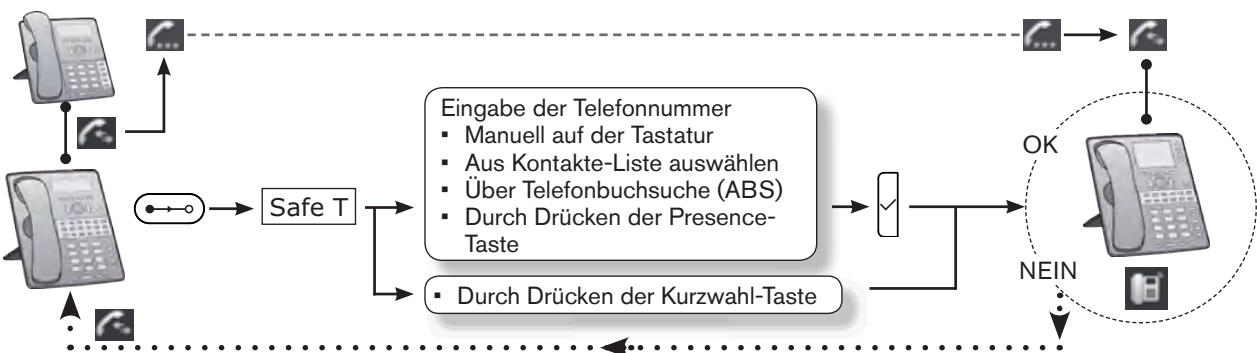 Eingabe der Telefonnummer
▪ Manuell auf der Tastatur
▪ Aus Kontakte-Liste auswählen
▪ Über Telefonbuchsuche (ABS)
▪ Durch Drücken der Presence-
Taste
Safe T
▪ Durch Drücken der Kurzwahl-Taste
OK
NEIN